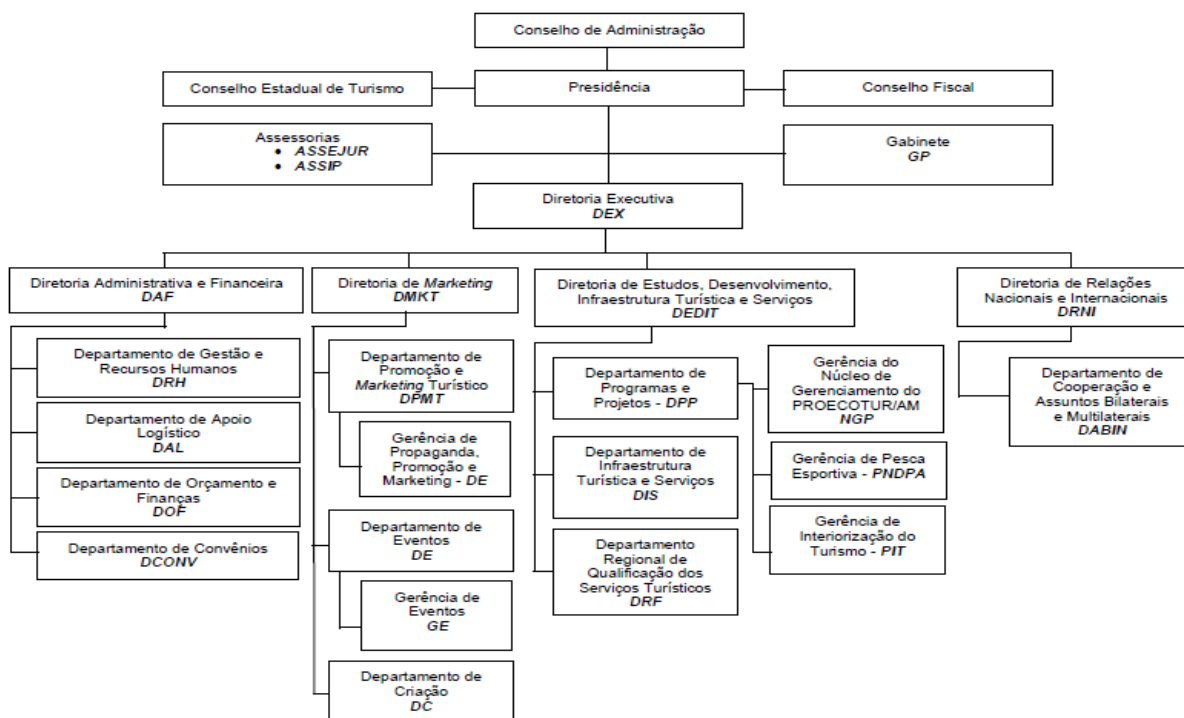 Conselho de Administração
Conselho Estadual de Turismo
Presidência
Conselho Fiscal
Assessorias
• ASSEJUR
• ASSIP
Gabinete
GP
Diretoria Executiva
DEX
Diretoria Administrativa e Financeira
DAF
Departamento de Gestão e
Recursos Humanos
DRH
Departamento de Apoio
Logístico
DAL
Departamento de Orçamento e
Finanças
DOF
Departamento de Convênios
DCONV
Diretoria de Marketing
DMKT
Departamento de
Promoção e
Marketing Turístico
DPMT
Gerência de
Propaganda,
Promoção e
Marketing - DE
Departamento de
Eventos
DE
Gerência de
Eventos
GE
Departamento de
Criação
DC
Diretoria de Estudos, Desenvolvimento,
Infraestrutura Turística e Serviços
DEDIT
Departamento de
Programas e
Projetos - DPP
Departamento de
Infraestrutura
Turística e Serviços
DIS
Departamento
Regional de
Qualificação dos
Serviços Turísticos
DRF
Gerência do
Núcleo de
Gerenciamento do
PROECOTUR/AM
NGP
Gerência de Pesca
Esportiva - PNDPA
Gerência de
Interiorização do
Turismo - PIT
Diretoria de Relações
Nacionais e Internacionais
DRNI
Departamento de
Cooperação e
Assuntos Bilaterais
e Multilaterais
DABIN